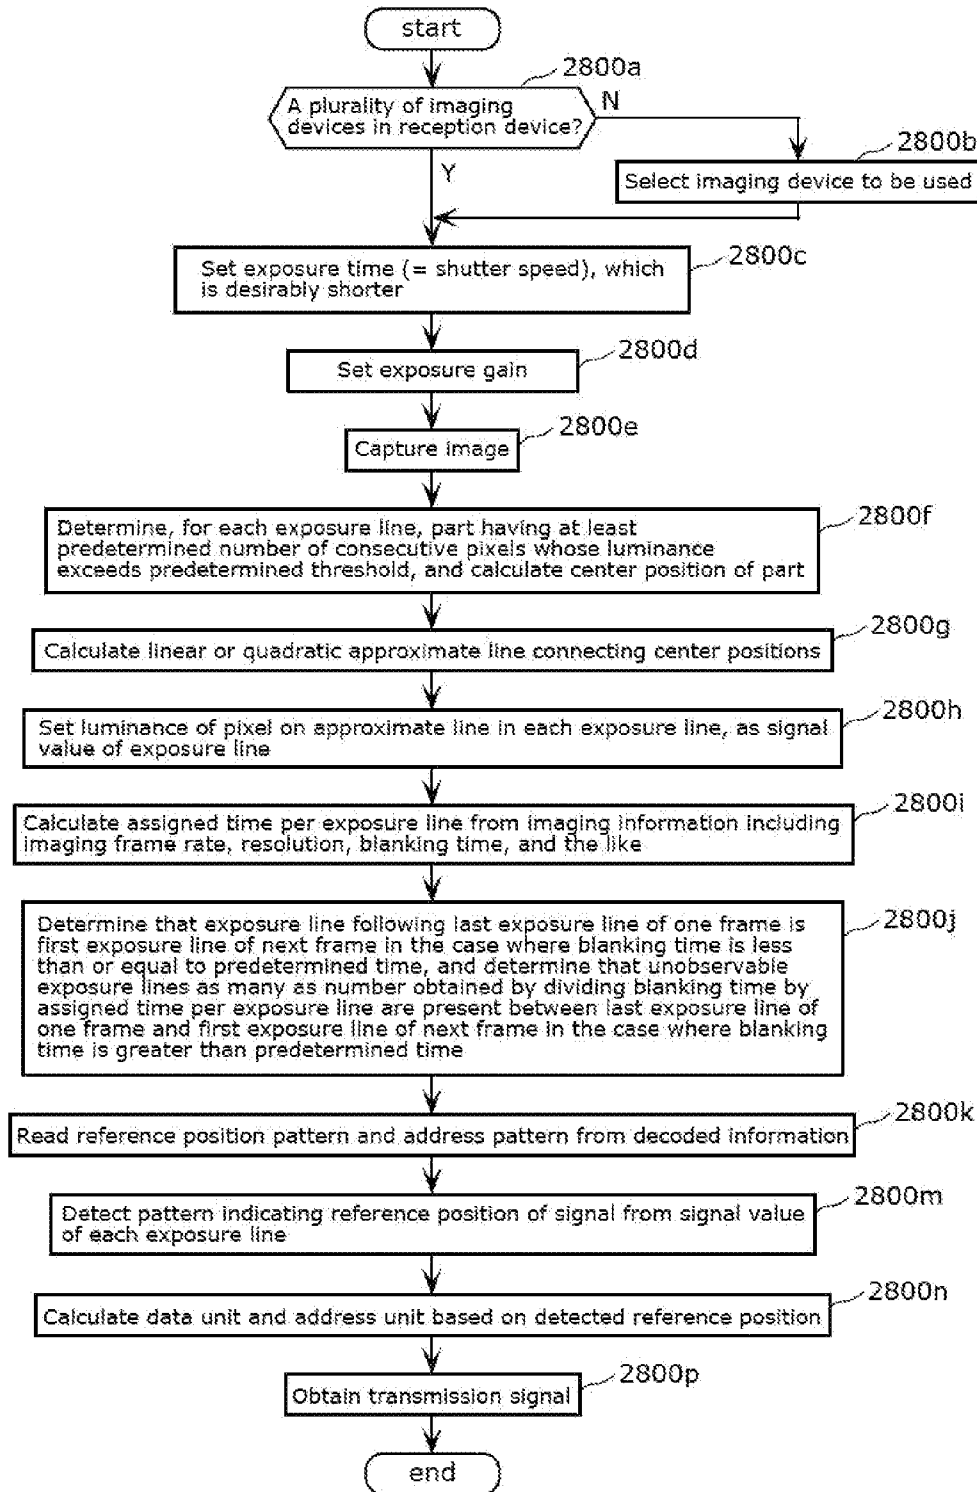 start
2800a
A plurality of imaging
devices in reception device?
N
Y
2800b
Select imaging device to be used
2800c
Set exposure time (= shutter speed), which
is desirably shorter
2800d
Set exposure gain
2800e
Capture image
2800f
Determine, for each exposure line, part having at least
predetermined number of consecutive pixels whose luminance
exceeds predetermined threshold, and calculate center position of part
2800g
Calculate linear or quadratic approximate line connecting center positions
2800h
Set luminance of pixel on approximate line in each exposure line, as signal
value of exposure line
2800i
Calculate assigned time per exposure line from imaging information including
imaging frame rate, resolution, blanking time, and the like
2800j
Determine that exposure line following last exposure line of one frame is
first exposure line of next frame in the case where blanking time is less
than or equal to predetermined time, and determine that unobservable
exposure lines as many as number obtained by dividing blanking time by
assigned time per exposure line are present between last exposure line of
one frame and first exposure line of next frame in the case where blanking
time is greater than predetermined time
2800k
Read reference position pattern and address pattern from decoded information
2800m
Detect pattern indicating reference position of signal from signal value
of each exposure line
2800n
Calculate data unit and address unit based on detected reference position
2800p
Obtain transmission signal
end